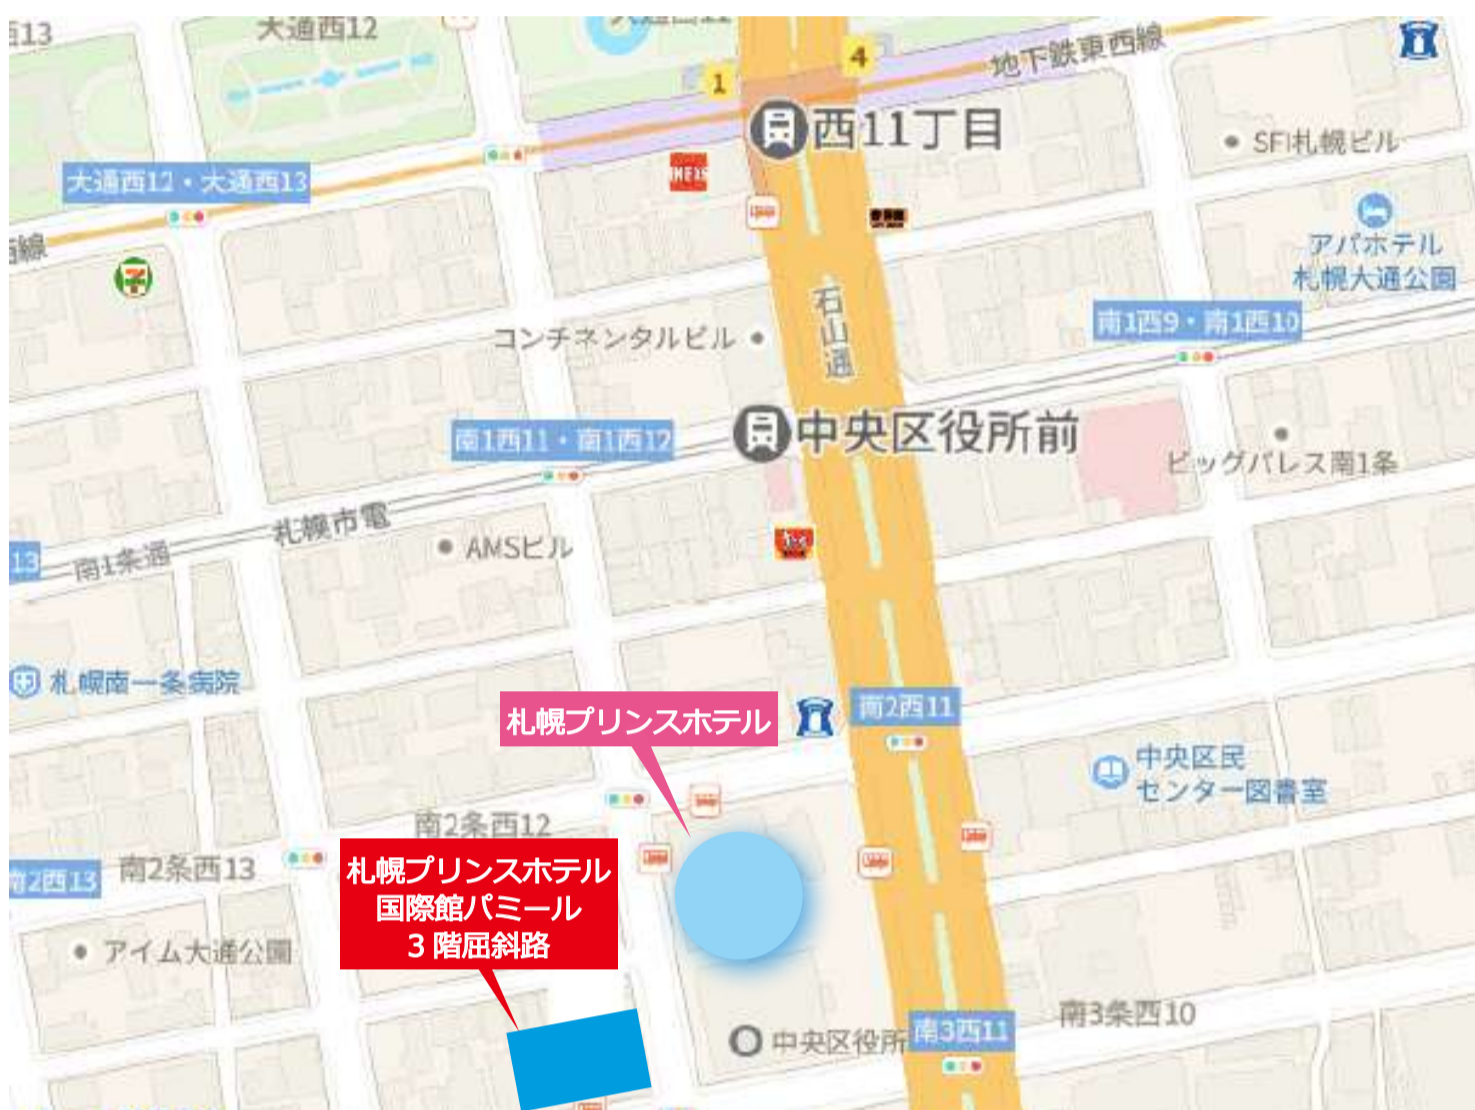 西13
大通西12
4
1
地下鉄東西線
西11丁目
SFI札幌ビル
大通西12・大通西13
アパホテル
札幌大通公園
石山通
コンチネンタルビル
南1西9・南1西10
中央区役所前
南1西11・南1西12
ビッグパレス南1条
札幌市電
AMSビル
南1条通
13
札幌南一条病院
札幌プリンスホテル
南2西11
中央区民
センター図書室
南2条西12
南2条西13
南2西13
札幌プリンスホテル
国際館パミール
3階屈斜路
アイム大通公園
南3条西10
中央区役所
南3西11